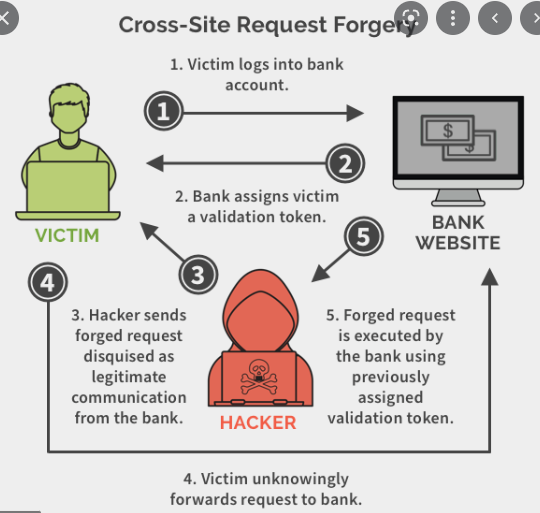 Cross-Site Request Forgery
1. Victim logs into bank
account.
1
2
2. Bank assigns victim
a validation token.
VICTIM
BANK
WEBSITE
$
$
3
5
4
3. Hacker sends
forged request
disquised as
legitimate
communication
from the bank.
HACKER
5. Forged request
is executed by
the bank using
previously
assigned
validation token.
4. Victim unknowingly
forwards request to bank.